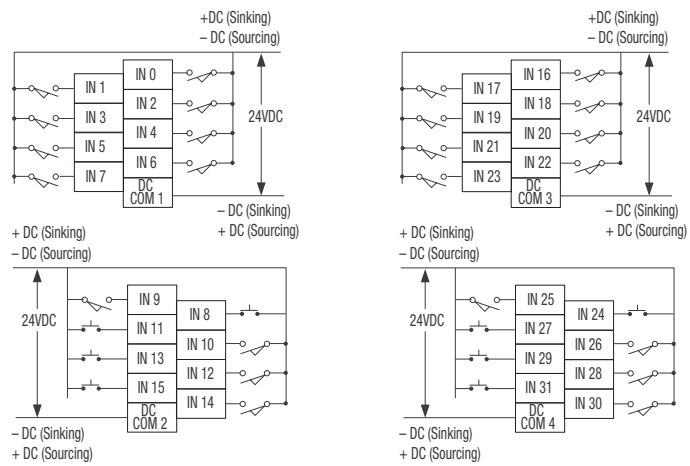 +DC (Sinking)
– DC (Sourcing)
IN 0
IN 1
IN 2
IN 3
IN 4
IN 5
IN 6
IN 7
DC
COM 1
24VDC
– DC (Sinking)
+ DC (Sourcing)
+DC (Sinking)
– DC (Sourcing)
IN 16
IN 17
IN 18
IN 19
IN 20
IN 21
IN 22
IN 23
DC
COM 3
24VDC
– DC (Sinking)
+ DC (Sourcing)
+ DC (Sinking)
– DC (Sourcing)
24VDC
IN 9
IN 8
IN 11
IN 10
IN 13
IN 12
IN 15
IN 14
DC
COM 2
– DC (Sinking)
+ DC (Sourcing)
+ DC (Sinking)
– DC (Sourcing)
24VDC
IN 25
IN 24
IN 27
IN 26
IN 29
IN 28
IN 31
IN 30
DC
COM 4
– DC (Sinking)
+ DC (Sourcing)